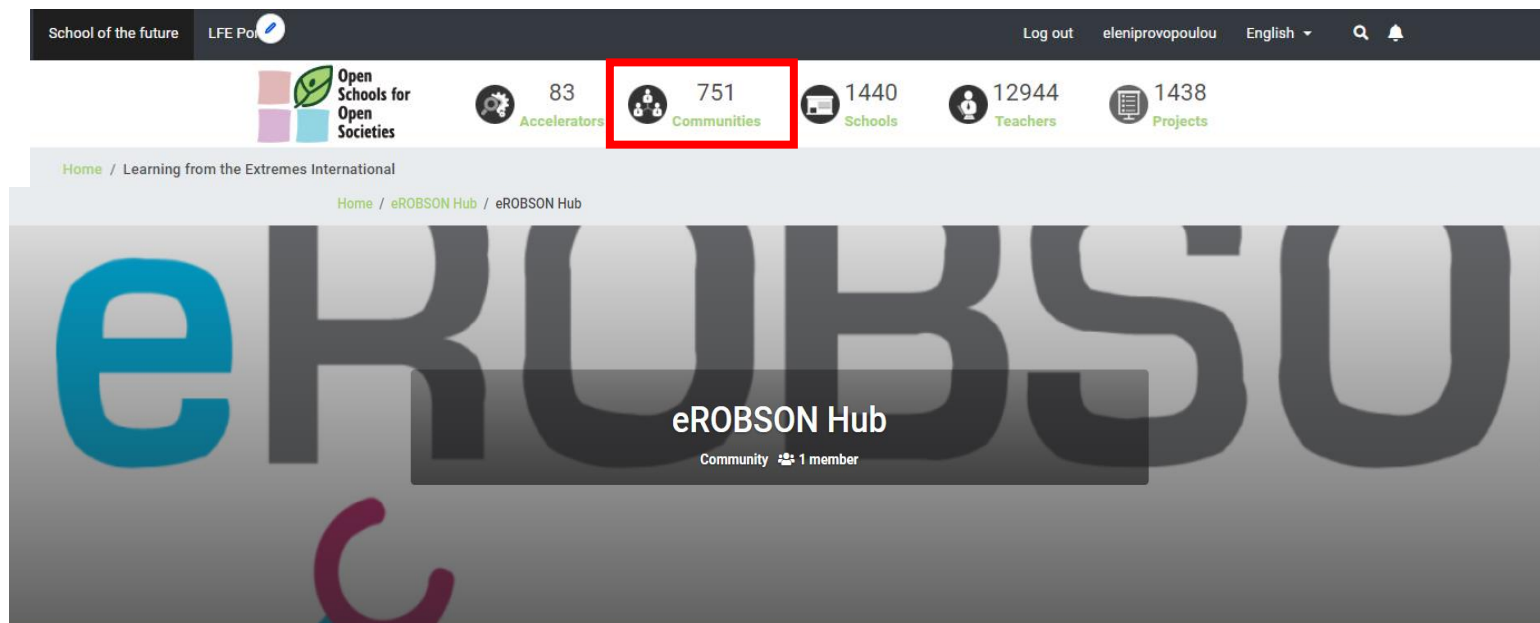 School of the future LFE Po
Log out eleniprovopoulou English
Open
Schools for
Open
Societies
83
Accelerators
751
Communities
1440
Schools
12944
Teachers
1438
Projects
Home / Learning from the Extremes International
Home / eROBSON Hub / eROBSON Hub
eROBSO
eROBSON Hub
Community 1 member